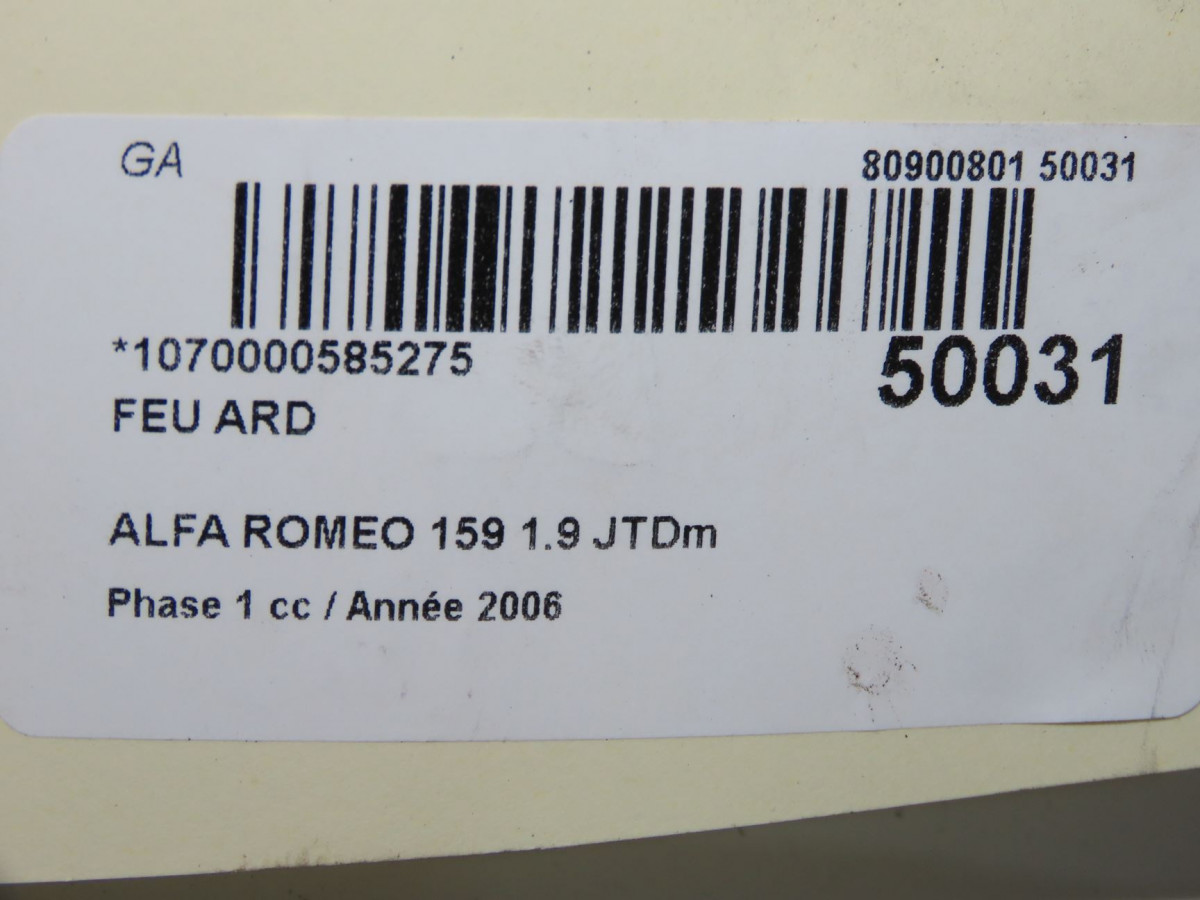 GA
80900801 50031
*1070000585275
50031
FEU ARD
ALFA ROMEO 159 1.9 JTDm
Phase 1 cc / Année 2006